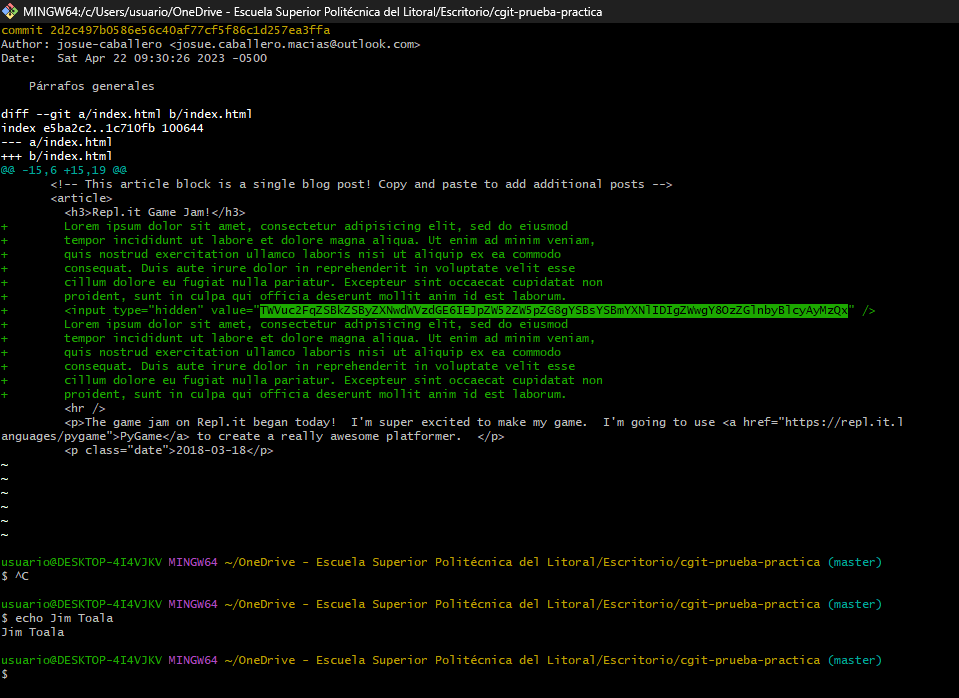 MINGW64:/c/Users/usuario/OneDrive - Escuela Superior Politécnica del Litoral/Escritorio/cgit-prueba-practica
commit 2d2c497b0586e56c40af77cf5f86c1d257ea3ffa
Author: josue-caballero <josue.caballero.macias@outlook.com>
Date:   Sat Apr 22 09:30:26 2023 -0500
    Párrafos generales
diff --git a/index.html b/index.html
index e5ba2c2..1c710fb 100644
--- a/index.html
+++ b/index.html
@@ -15,6 +15,19 @@
       <!-- This article block is a single blog post! Copy and paste to add additional posts -->
       <article>
         <h3>Repl.it Game Jam!</h3>
+        Lorem ipsum dolor sit amet, consectetur adipisicing elit, sed do eiusmod
+        tempor incididunt ut labore et dolore magna aliqua. Ut enim ad minim veniam,
+        quis nostrud exercitation ullamco laboris nisi ut aliquip ex ea commodo
+        consequat. Duis aute irure dolor in reprehenderit in voluptate velit esse
+        cillum dolore eu fugiat nulla pariatur. Excepteur sint occaecat cupidatat non
+        proident, sunt in culpa qui officia deserunt mollit anim id est laborum.
+        <input type="hidden" value="TWVuc2FqZSBkZSByZXNwdWVzdGE6IEJpZW52ZW5pZG8gYSBsYSBmYXNlIDIgZWwgY8OzZGlnbyBlcyAyMzQx" />
+        Lorem ipsum dolor sit amet, consectetur adipisicing elit, sed do eiusmod
+        tempor incididunt ut labore et dolore magna aliqua. Ut enim ad minim veniam,
+        quis nostrud exercitation ullamco laboris nisi ut aliquip ex ea commodo
+        consequat. Duis aute irure dolor in reprehenderit in voluptate velit esse
+        cillum dolore eu fugiat nulla pariatur. Excepteur sint occaecat cupidatat non
+        proident, sunt in culpa qui officia deserunt mollit anim id est laborum.
         <hr />
         <p>The game jam on Repl.it began today!  I'm super excited to make my game.  I'm going to use <a href="https://repl.it.l
anguages/pygame">PyGame</a> to create a really awesome platformer.  </p>
         <p class="date">2018-03-18</p>
~
~
~
~
~
~
usuario@DESKTOP-4I4VJKV MINGW64 ~/OneDrive - Escuela Superior Politécnica del Litoral/Escritorio/cgit-prueba-practica (master)
$ ^C
usuario@DESKTOP-4I4VJKV MINGW64 ~/OneDrive - Escuela Superior Politécnica del Litoral/Escritorio/cgit-prueba-practica (master)
$ echo Jim Toala
Jim Toala
usuario@DESKTOP-4I4VJKV MINGW64 ~/OneDrive - Escuela Superior Politécnica del Litoral/Escritorio/cgit-prueba-practica (master)
$